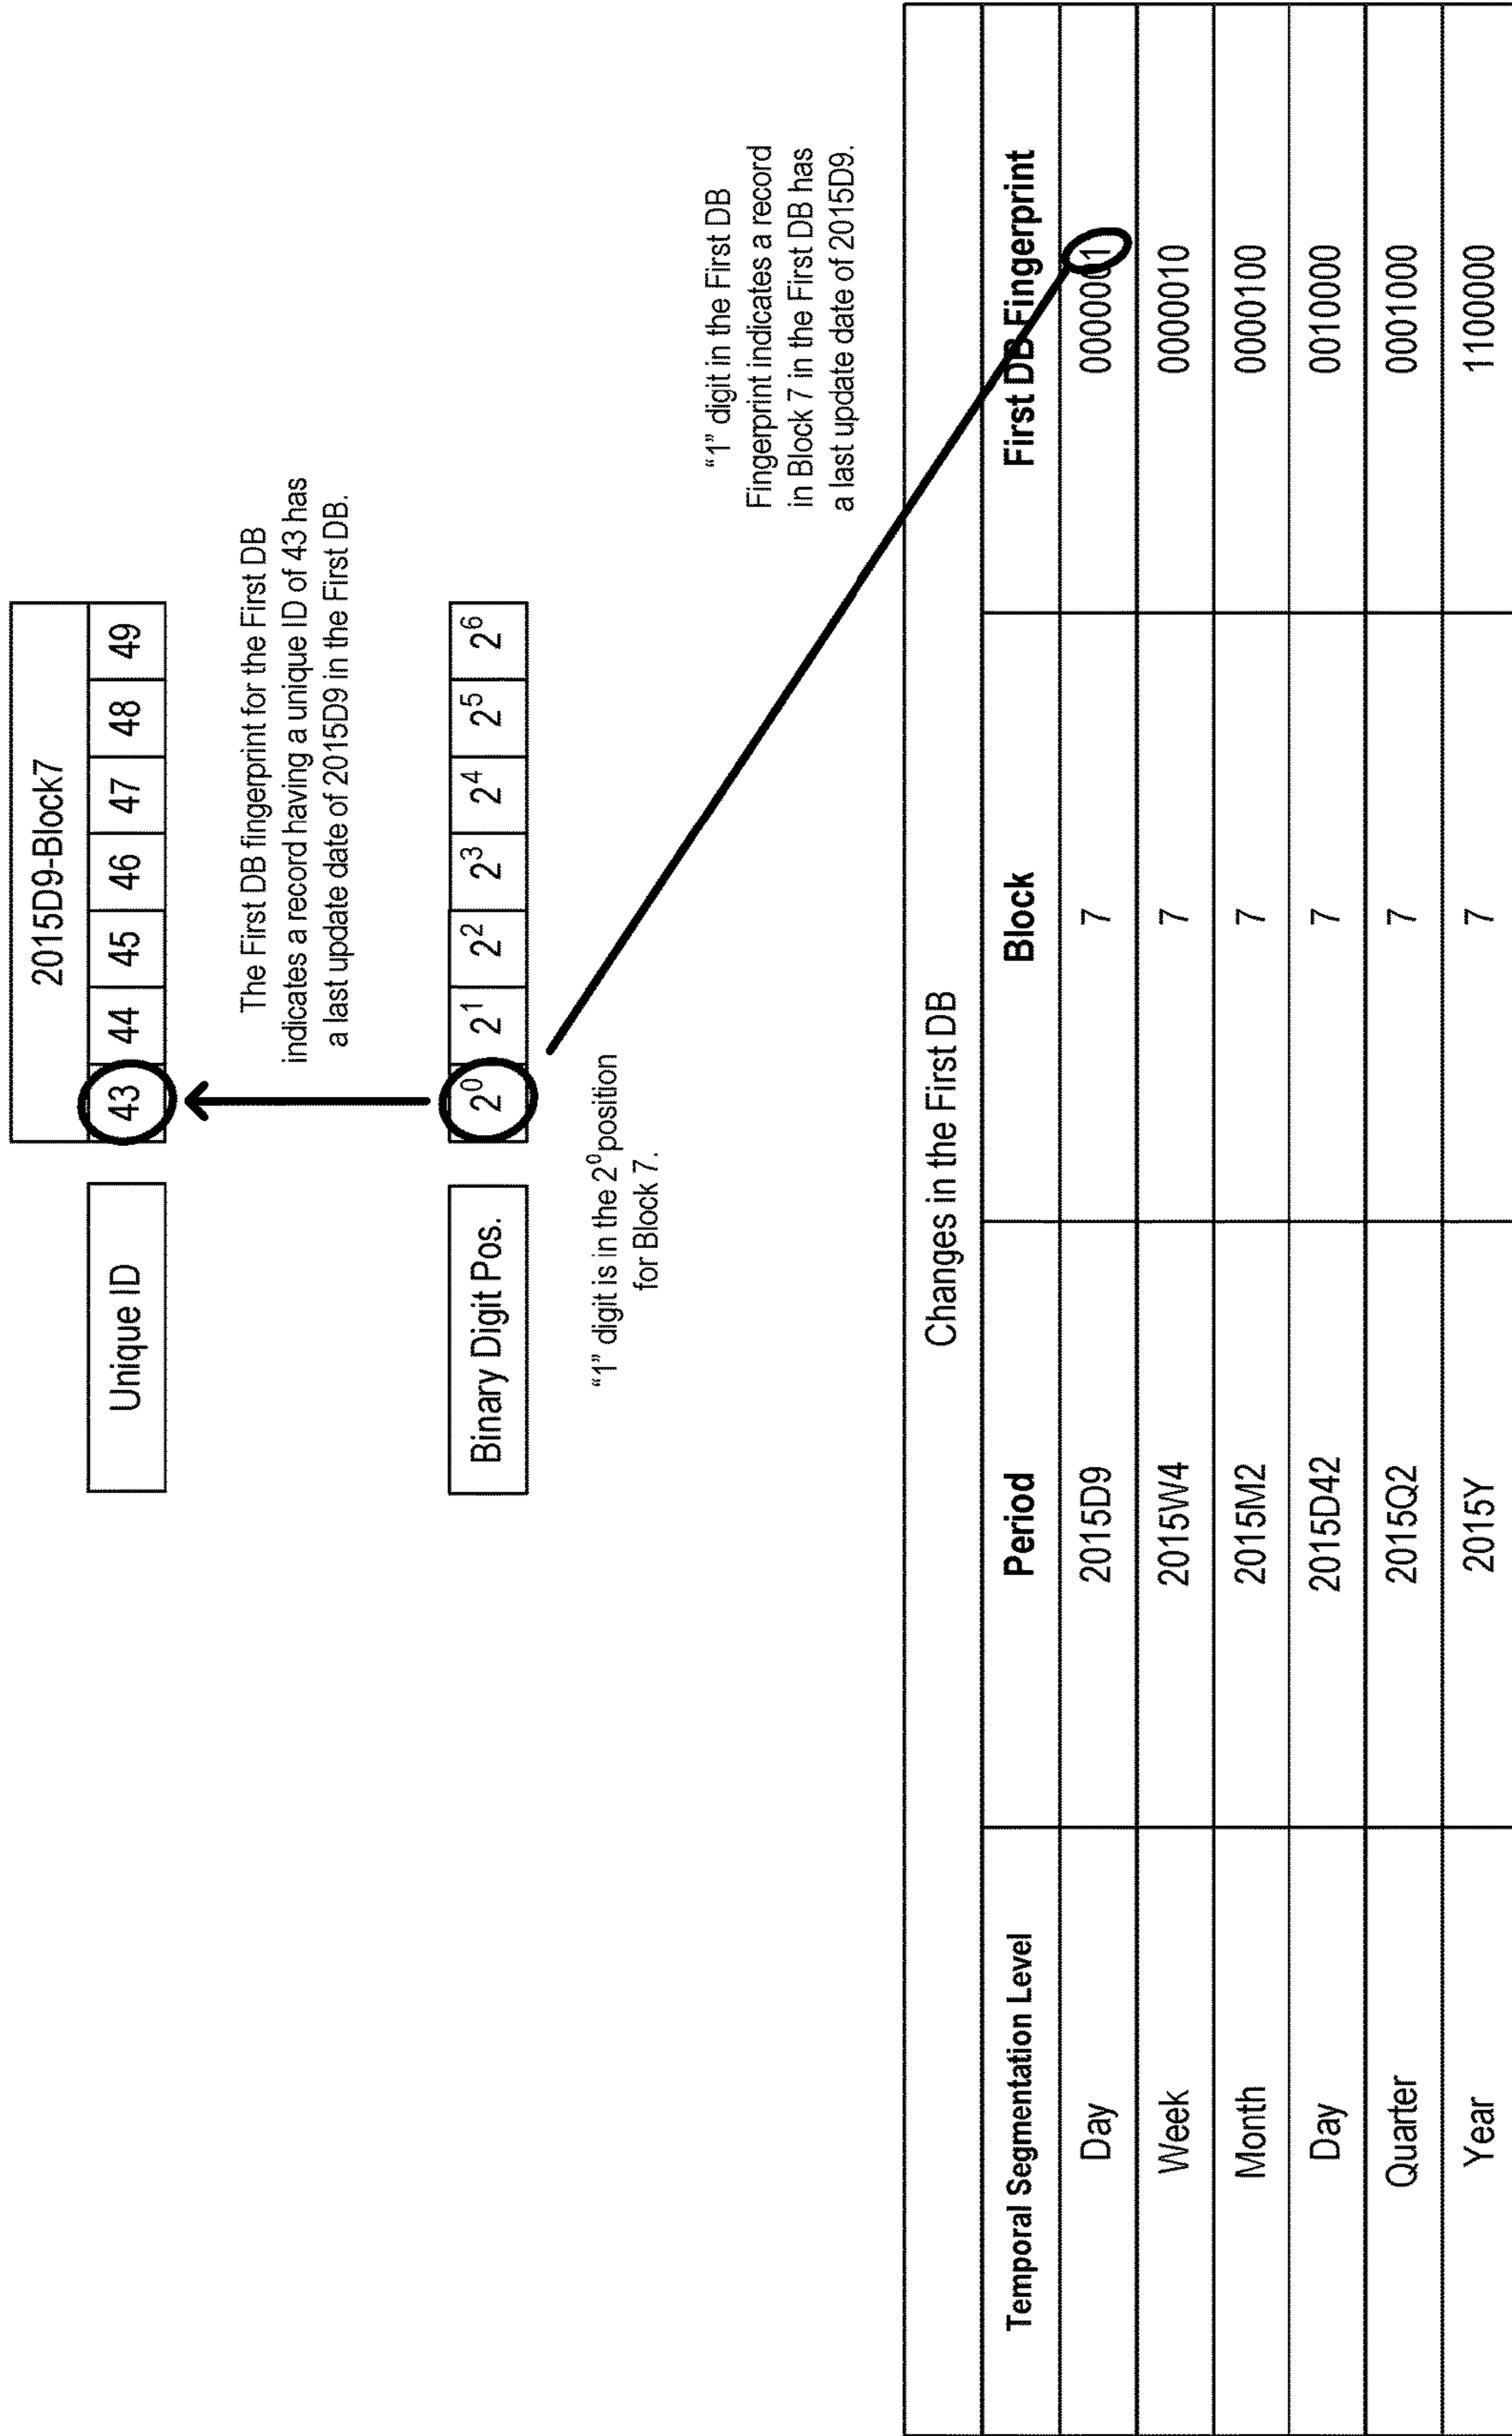 2015D9-Block7
Unique ID 43 44 45 46 47 48 49
The First DB fingerprint for the First DB
indicates a record having a unique ID of 43 has
a last update date of 2015D9 in the First DB.
Binary Digit Pos. 2⁰ 2¹ 2² 2³ 2⁴ 2⁵ 2⁶
“1” digit is in the 2⁰ position
for Block 7.
“1” digit in the First DB
Fingerprint indicates a record
in Block 7 in the First DB has
a last update date of 2015D9.
Changes in the First DB
Temporal Segmentation Level Period Block First DB Fingerprint
Day 2015D9 7 0000001
Week 2015W4 7 0000010
Month 2015M2 7 0000100
Day 2015D42 7 0010000
Quarter 2015Q2 7 0001000
Year 2015Y 7 1100000